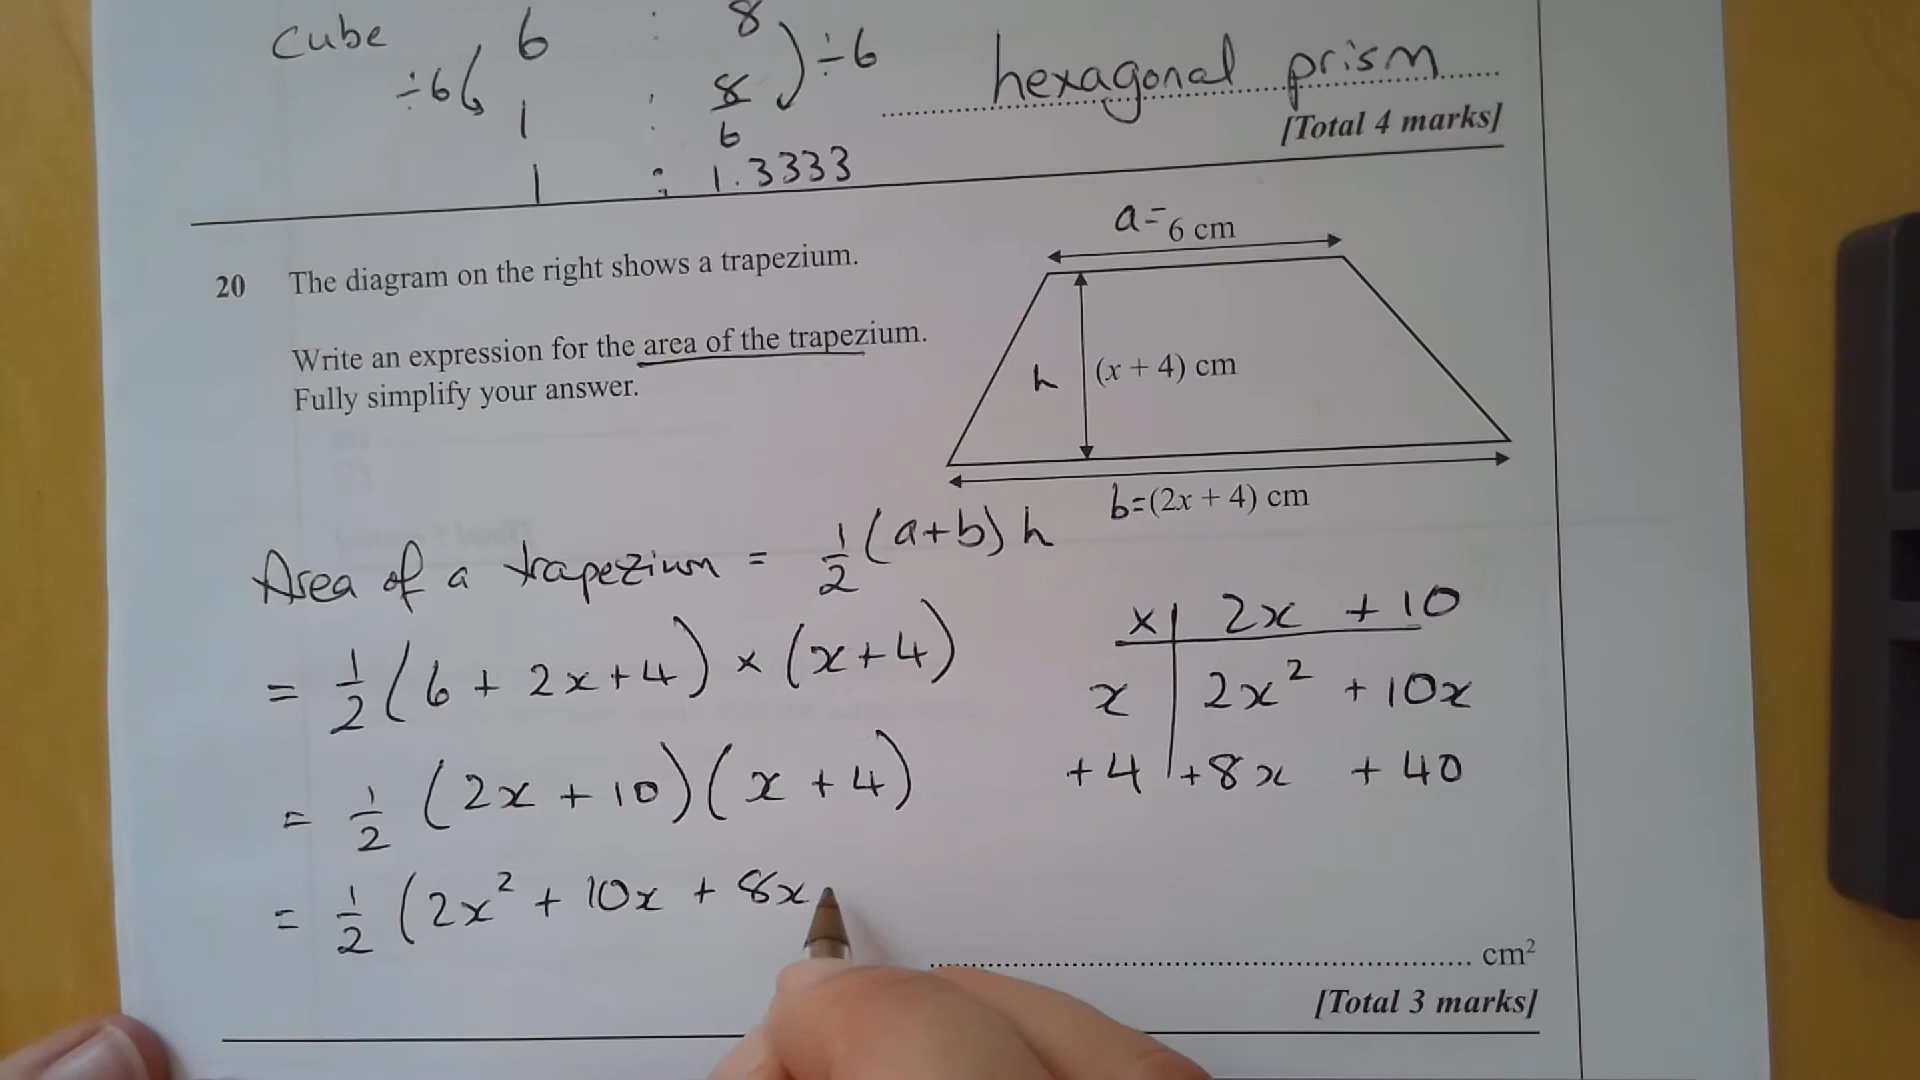 cube 6 : 8
÷6 ÷6
1 : 8/6
hexagonal prism
[Total 4 marks]
1 : 1.3333
a= 6 cm
20 The diagram on the right shows a trapezium.
Write an expression for the area of the trapezium.
Fully simplify your answer.
h (x + 4) cm
b=(2x + 4) cm
Area of a trapezium = 1/2 (a+b) h
= 1/2 (6 + 2x + 4) × (x + 4)
= 1/2 (2x + 10)(x + 4)
= 1/2 (2x² + 10x + 8x
× 2x + 10
x 2x² + 10x
+4 +8x + 40
cm²
[Total 3 marks]